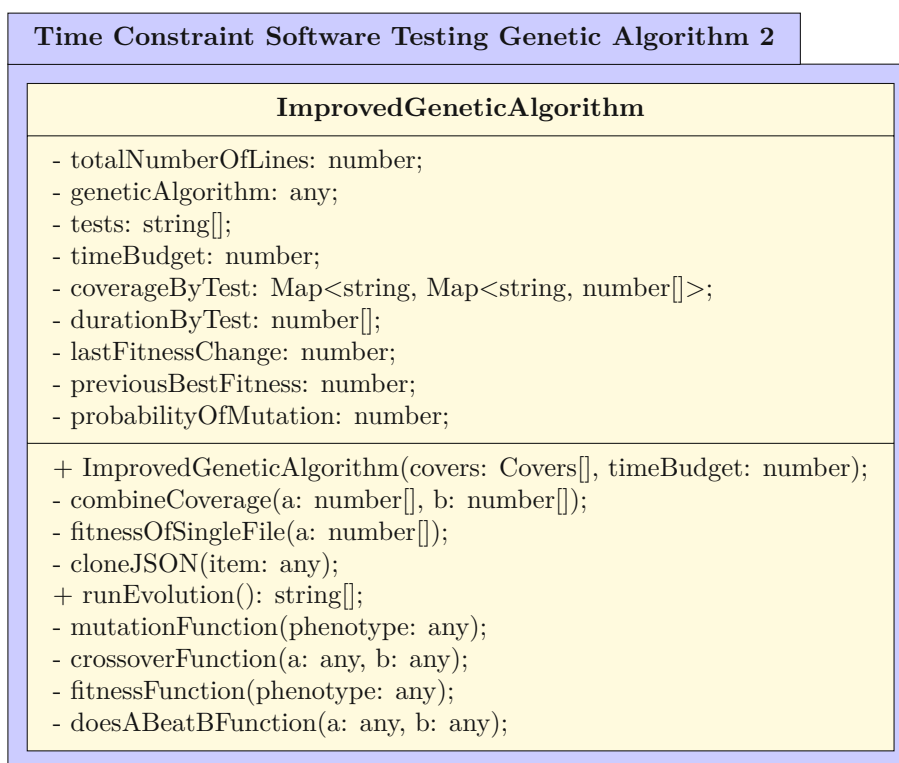 Time Constraint Software Testing Genetic Algorithm 2
ImprovedGeneticAlgorithm
- totalNumberOfLines: number;
- geneticAlgorithm: any;
- tests: string[];
- timeBudget: number;
- coverageByTest: Map<string, Map<string, number[]>;
- durationByTest: number[];
- lastFitnessChange: number;
- previousBestFitness: number;
- probabilityOfMutation: number;
+ ImprovedGeneticAlgorithm(covers: Covers[], timeBudget: number);
- combineCoverage(a: number[], b: number[]);
- fitnessOfSingleFile(a: number[]);
- cloneJSON(item: any);
+ runEvolution(): string[];
- mutationFunction(phenotype: any);
- crossoverFunction(a: any, b: any);
- fitnessFunction(phenotype: any);
- doesABeatBFunction(a: any, b: any);